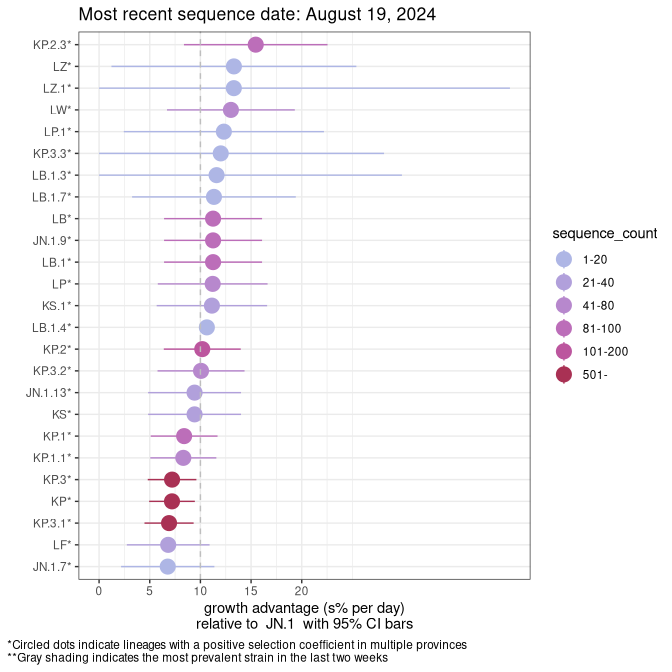 Most recent sequence date: August 19, 2024
KP.2.3*
LZ*
LZ.1*
LW*
LP.1*
KP.3.3*
LB.1.3*
LB.1.7*
LB*
JN.1.9*
LB.1*
LP*
KS.1*
LB.1.4*
KP.2*
KP.3.2*
JN.1.13*
KS*
KP.1*
KP.1.1*
KP.3*
KP*
KP.3.1*
LF*
JN.1.7*
0 5 10 15 20
growth advantage (s% per day)
relative to JN.1 with 95% CI bars
sequence_count
1-20
21-40
41-80
81-100
101-200
501-
*Circled dots indicate lineages with a positive selection coefficient in multiple provinces
**Gray shading indicates the most prevalent strain in the last two weeks